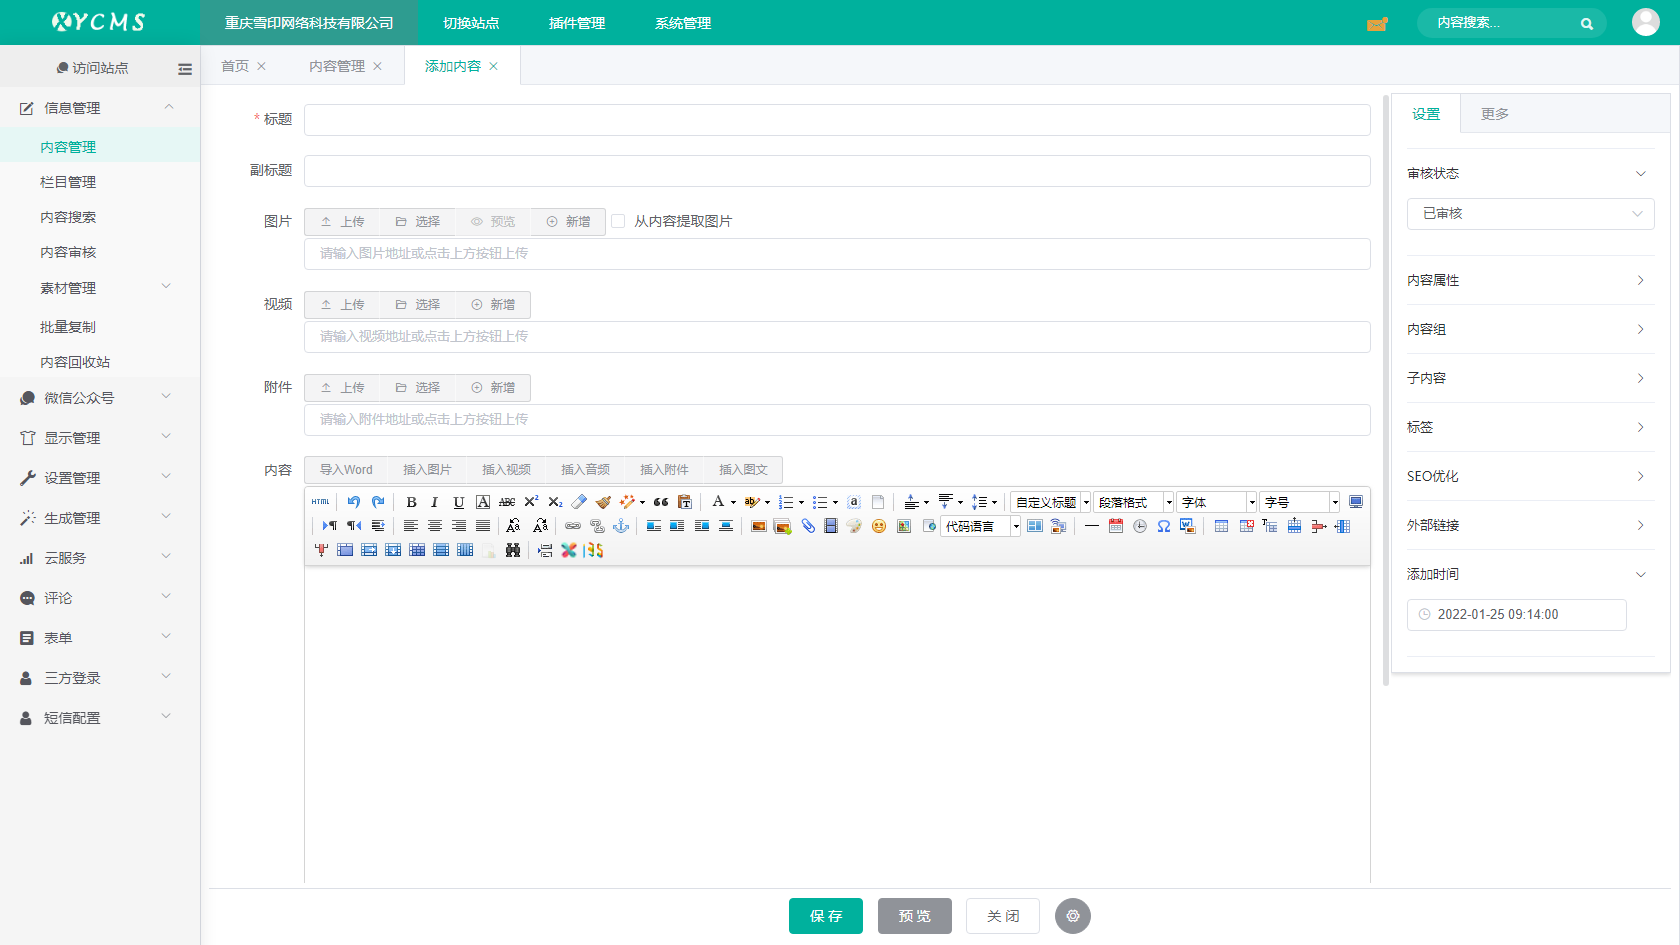 XYCMS
重庆雪印网络科技有限公司
切换站点
插件管理
系统管理
内容搜索...
访问站点
首页
内容管理
添加内容
信息管理
内容管理
栏目管理
内容搜索
内容审核
素材管理
批量复制
内容回收站
微信公众号
显示管理
设置管理
生成管理
云服务
评论
表单
三方登录
短信配置
* 标题
副标题
图片
上传 选择 预览 新增 从内容提取图片
请输入图片地址或点击上方按钮上传
视频
上传 选择 新增
请输入视频地址或点击上方按钮上传
附件
上传 选择 新增
请输入附件地址或点击上方按钮上传
内容
导入Word 插入图片 插入视频 插入音频 插入附件 插入图文
HTML B I U A ABC X² X₂ A 自定义标题 段落格式 字体 字号
代码语言
设置 更多
审核状态
已审核
内容属性
内容组
子内容
标签
SEO优化
外部链接
添加时间
2022-01-25 09:14:00
保存 预览 关闭